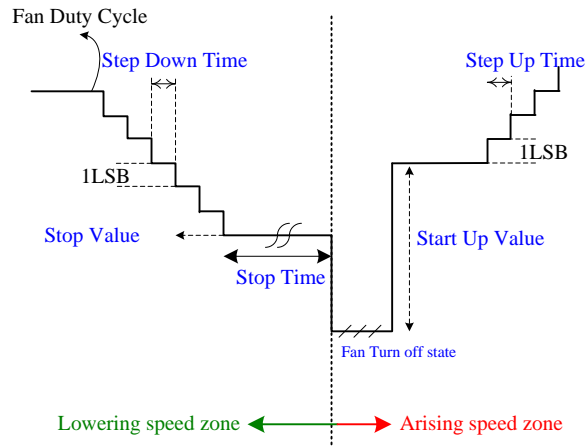 Fan Duty Cycle
Step Down Time
Step Up Time
1LSB
1LSB
Stop Value
Start Up Value
Stop Time
Fan Turn off state
Lowering speed zone
Arising speed zone